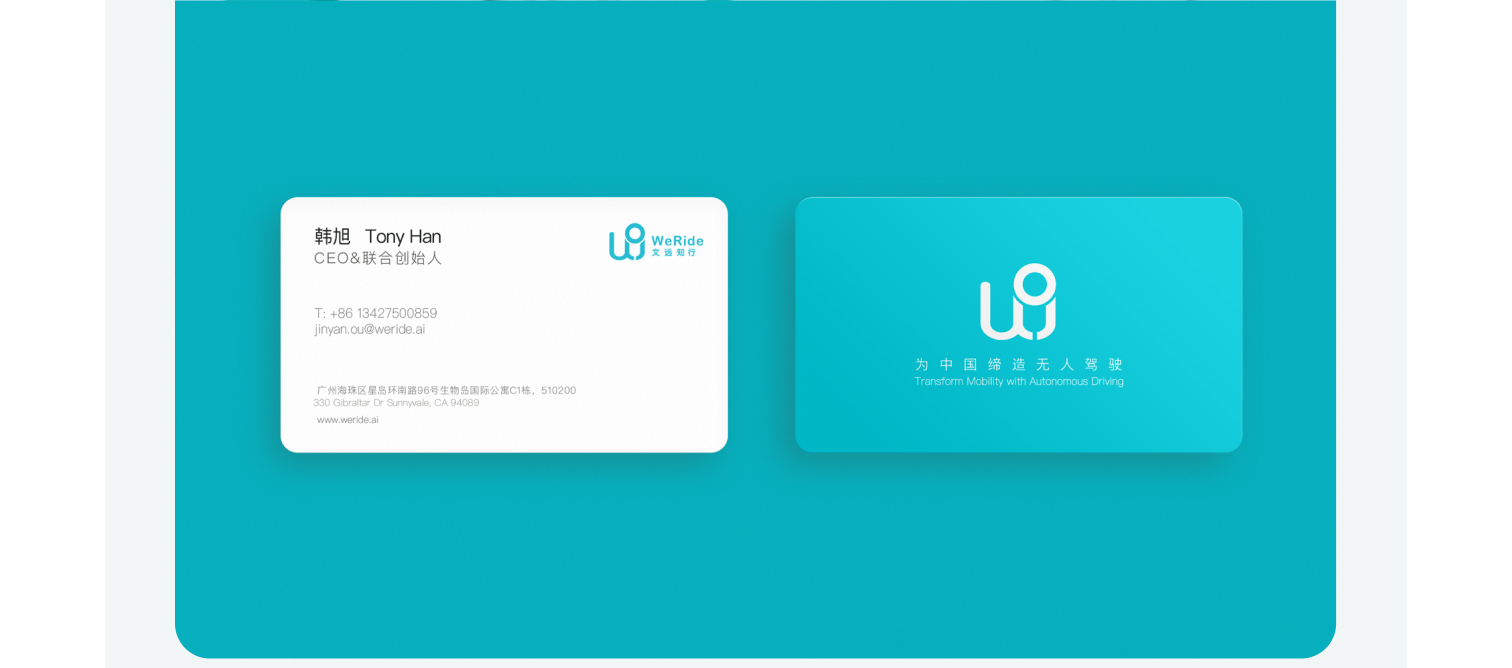 韩旭 Tony Han
CEO&联合创始人
WeRide
文远知行
T: +86 13427500859
jinyan.ou@weride.ai
广州海珠区星岛环南路96号生物岛国际公寓C1栋，510200
330 Gibraltar Dr Sunnyvale, CA 94089
www.weride.ai
为中国缔造无人驾驶
Transform Mobility with Autonomous Driving